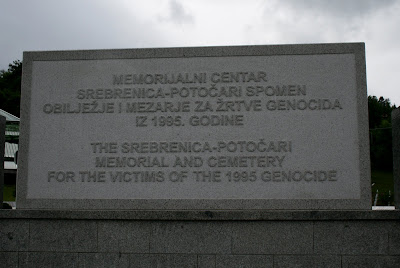 MEMORIJALNI CENTAR
SREBRENICA-POTOČARI SPOMEN
OBILJEŽJE I MEZARJE ZA ŽRTVE GENOCIDA
IZ 1995. GODINE
THE SREBRENICA-POTOČARI
MEMORIAL AND CEMETERY
FOR THE VICTIMS OF THE 1995 GENOCIDE